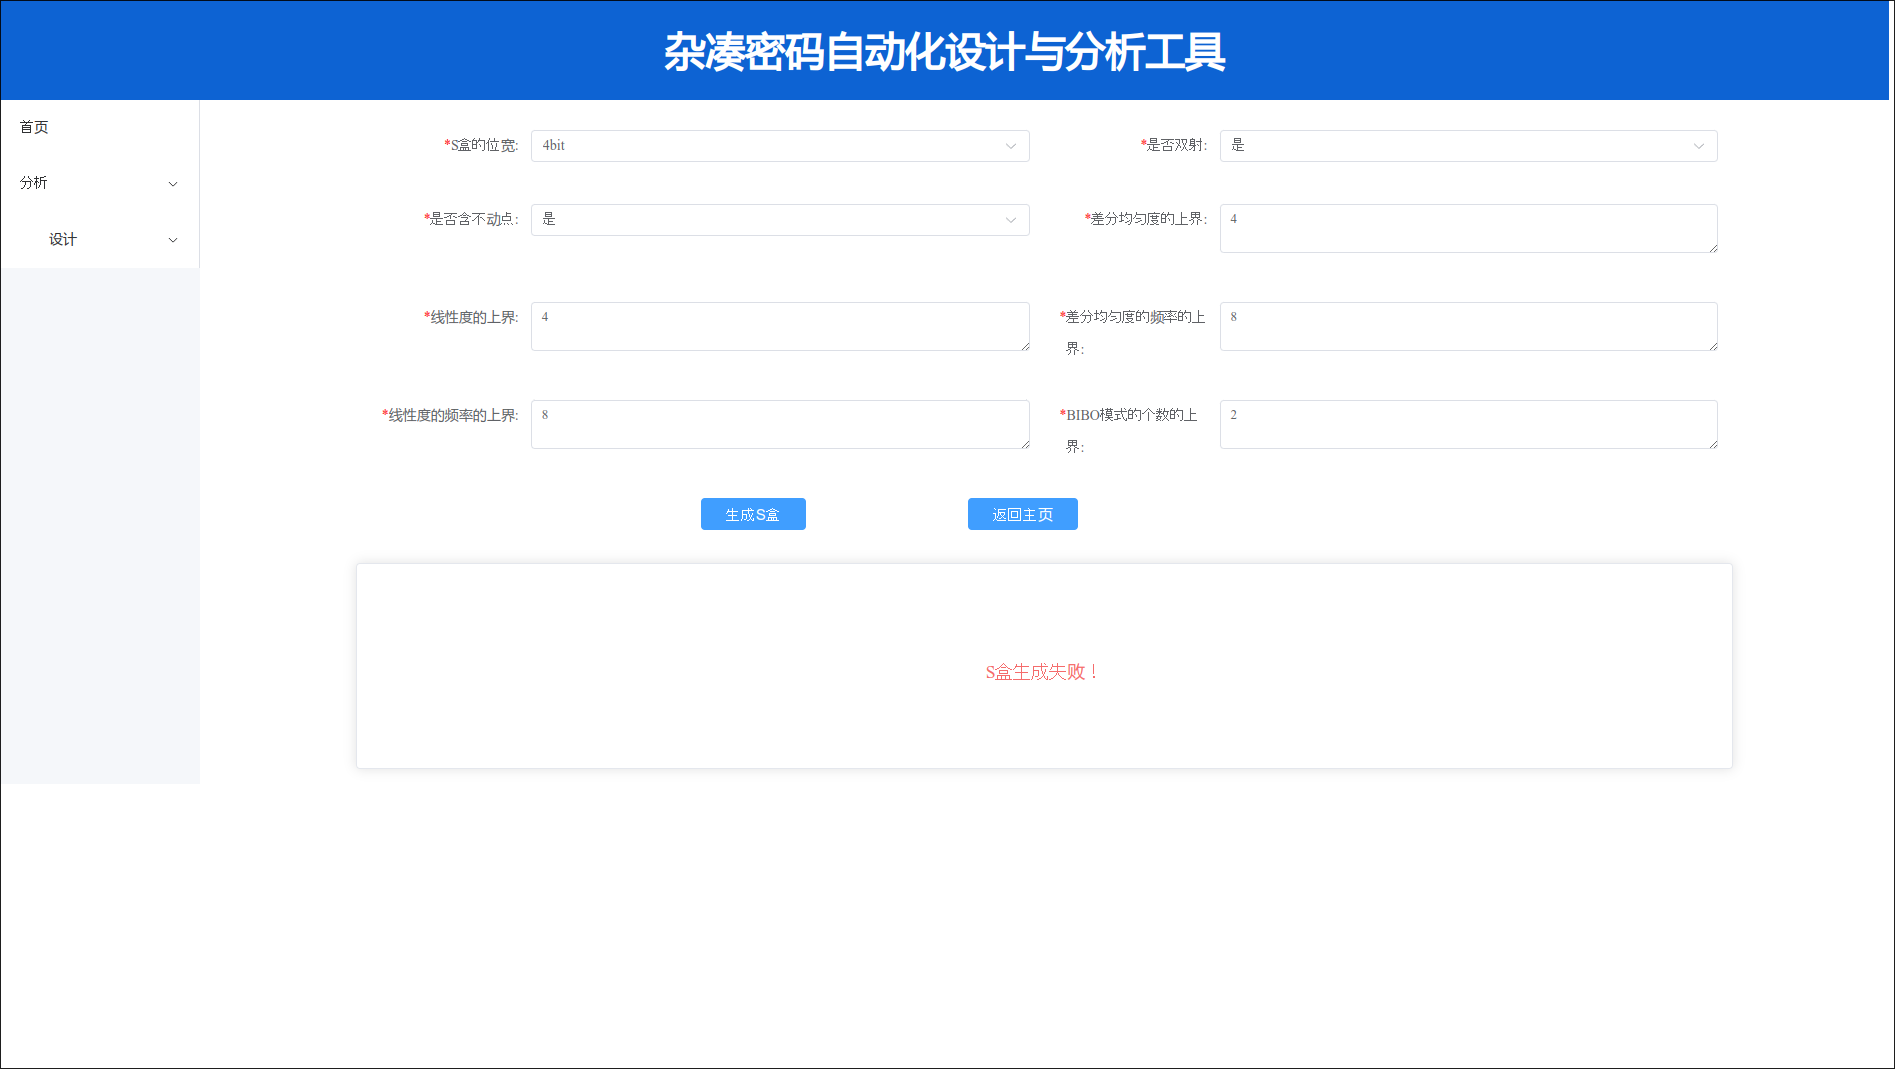 杂凑密码自动化设计与分析工具
首页
分析
设计
*S盒的位宽: 4bit
*是否双射: 是
*是否含不动点: 是
*差分均匀度的上界: 4
*线性度的上界: 4
*差分均匀度的频率的上界: 8
*线性度的频率的上界: 8
*BIBO模式的个数的上界: 2
生成S盒
返回主页
S盒生成失败！